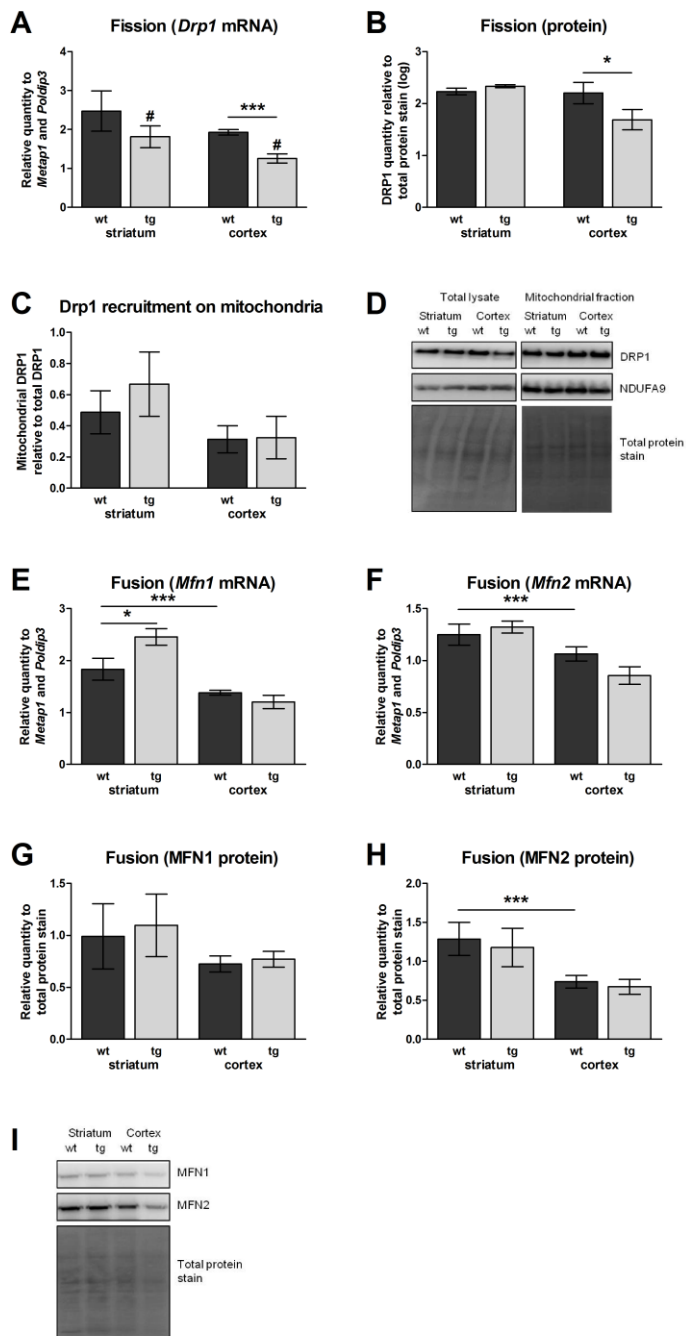 A
Fission (Drp1 mRNA)
Relative quantity to
Metap1 and Poldip3
3
2
1
0
#
***
#
wt tg wt tg
striatum cortex
B
Fission (protein)
DRP1 quantity relative to
total protein stain (log)
3
2
1
0
*
wt tg wt tg
striatum cortex
C
Drp1 recruitment on mitochondria
Mitochondrial DRP1
relative to total DRP1
1.0
0.8
0.6
0.4
0.2
0.0
wt tg wt tg
striatum cortex
D
Total lysate Mitochondrial fraction
Striatum Cortex Striatum Cortex
wt tg wt tg wt tg wt tg
DRP1
NDUFA9
Total protein
stain
E
Fusion (Mfn1 mRNA)
Relative quantity to
Metap1 and Poldip3
3
2
1
0
***
*
wt tg wt tg
striatum cortex
F
Fusion (Mfn2 mRNA)
Relative quantity to
Metap1 and Poldip3
1.5
1.0
0.5
0.0
***
wt tg wt tg
striatum cortex
G
Fusion (MFN1 protein)
Relative quantity to
total protein stain
1.5
1.0
0.5
0.0
wt tg wt tg
striatum cortex
H
Fusion (MFN2 protein)
Relative quantity to
total protein stain
2.0
1.5
1.0
0.5
0.0
***
wt tg wt tg
striatum cortex
I
Striatum Cortex
wt tg wt tg
MFN1
MFN2
Total protein
stain